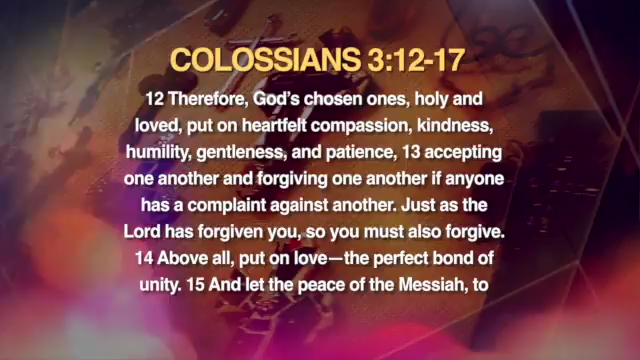 COLOSSIANS 3:12-17
12 Therefore, God's chosen ones, holy and
loved, put on heartfelt compassion, kindness,
humility, gentleness, and patience, 13 accepting
one another and forgiving one another if anyone
has a complaint against another. Just as the
Lord has forgiven you, so you must also forgive.
14 Above all, put on love—the perfect bond of
unity. 15 And let the peace of the Messiah, to